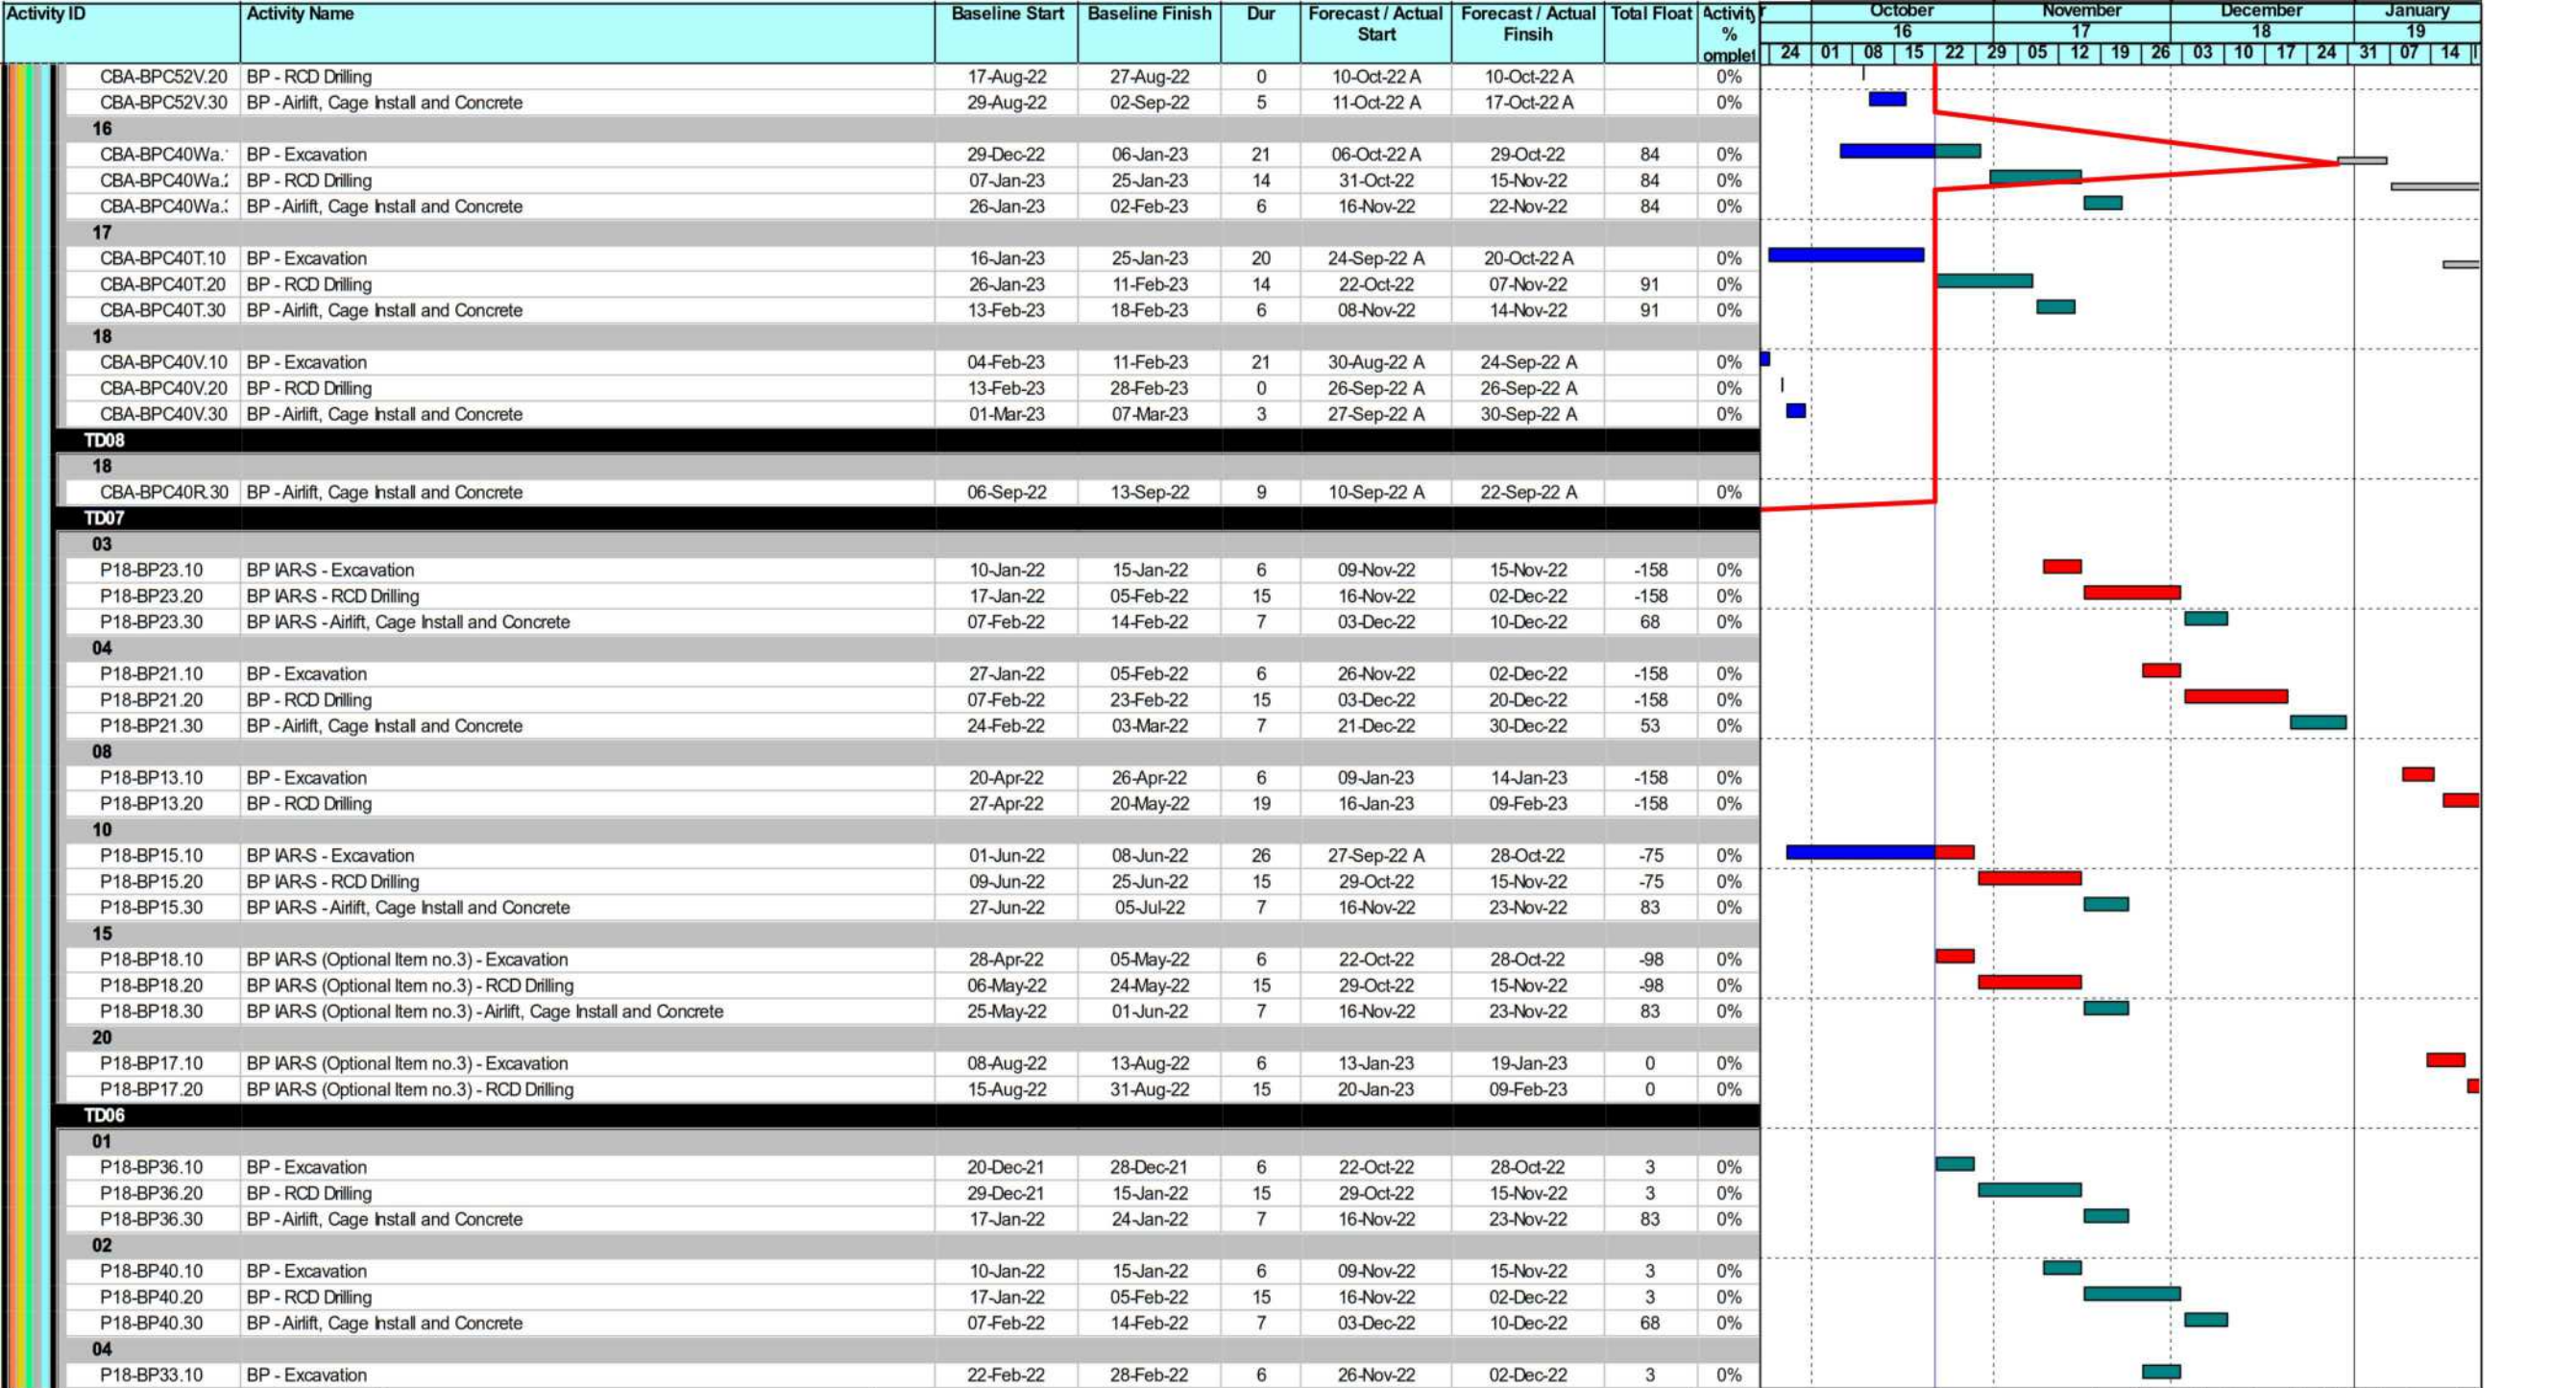 Activity ID Activity Name Baseline Start Baseline Finish Dur Forecast / Actual Forecast / Actual Total Float Activity October November December January
Start Finsih % 16 17 18 19
omplet 24 01 08 15 22 29 05 12 19 26 03 10 17 24 31 07 14
CBA-BPC52V.20 BP - RCD Drilling 17-Aug-22 27-Aug-22 0 10-Oct-22 A 10-Oct-22 A 0%
CBA-BPC52V.30 BP - Airlift, Cage Install and Concrete 29-Aug-22 02-Sep-22 5 11-Oct-22 A 17-Oct-22 A 0%
16
CBA-BPC40Wa. BP - Excavation 29-Dec-22 06-Jan-23 21 06-Oct-22 A 29-Oct-22 84 0%
CBA-BPC40Wa. BP - RCD Drilling 07-Jan-23 25-Jan-23 14 31-Oct-22 15-Nov-22 84 0%
CBA-BPC40Wa. BP - Airlift, Cage Install and Concrete 26-Jan-23 02-Feb-23 6 16-Nov-22 22-Nov-22 84 0%
17
CBA-BPC40T.10 BP - Excavation 16-Jan-23 25-Jan-23 20 24-Sep-22 A 20-Oct-22 A 0%
CBA-BPC40T.20 BP - RCD Drilling 26-Jan-23 11-Feb-23 14 22-Oct-22 07-Nov-22 91 0%
CBA-BPC40T.30 BP - Airlift, Cage Install and Concrete 13-Feb-23 18-Feb-23 6 08-Nov-22 14-Nov-22 91 0%
18
CBA-BPC40V.10 BP - Excavation 04-Feb-23 11-Feb-23 21 30-Aug-22 A 24-Sep-22 A 0%
CBA-BPC40V.20 BP - RCD Drilling 13-Feb-23 28-Feb-23 0 26-Sep-22 A 26-Sep-22 A 0%
CBA-BPC40V.30 BP - Airlift, Cage Install and Concrete 01-Mar-23 07-Mar-23 3 27-Sep-22 A 30-Sep-22 A 0%
TD08
18
CBA-BPC40R.30 BP - Airlift, Cage Install and Concrete 06-Sep-22 13-Sep-22 9 10-Sep-22 A 22-Sep-22 A 0%
TD07
03
P18-BP23.10 BP IAR-S - Excavation 10-Jan-22 15-Jan-22 6 09-Nov-22 15-Nov-22 -158 0%
P18-BP23.20 BP IAR-S - RCD Drilling 17-Jan-22 05-Feb-22 15 16-Nov-22 02-Dec-22 -158 0%
P18-BP23.30 BP IAR-S - Airlift, Cage Install and Concrete 07-Feb-22 14-Feb-22 7 03-Dec-22 10-Dec-22 68 0%
04
P18-BP21.10 BP - Excavation 27-Jan-22 05-Feb-22 6 26-Nov-22 02-Dec-22 -158 0%
P18-BP21.20 BP - RCD Drilling 07-Feb-22 23-Feb-22 15 03-Dec-22 20-Dec-22 -158 0%
P18-BP21.30 BP - Airlift, Cage Install and Concrete 24-Feb-22 03-Mar-22 7 21-Dec-22 30-Dec-22 53 0%
08
P18-BP13.10 BP - Excavation 20-Apr-22 26-Apr-22 6 09-Jan-23 14-Jan-23 -158 0%
P18-BP13.20 BP - RCD Drilling 27-Apr-22 20-May-22 19 16-Jan-23 09-Feb-23 -158 0%
10
P18-BP15.10 BP IAR-S - Excavation 01-Jun-22 08-Jun-22 26 27-Sep-22 A 28-Oct-22 -75 0%
P18-BP15.20 BP IAR-S - RCD Drilling 09-Jun-22 25-Jun-22 15 29-Oct-22 15-Nov-22 -75 0%
P18-BP15.30 BP IAR-S - Airlift, Cage Install and Concrete 27-Jun-22 05-Jul-22 7 16-Nov-22 23-Nov-22 83 0%
15
P18-BP18.10 BP IAR-S (Optional Item no.3) - Excavation 28-Apr-22 05-May-22 6 22-Oct-22 28-Oct-22 -98 0%
P18-BP18.20 BP IAR-S (Optional Item no.3) - RCD Drilling 06-May-22 24-May-22 15 29-Oct-22 15-Nov-22 -98 0%
P18-BP18.30 BP IAR-S (Optional Item no.3) - Airlift, Cage Install and Concrete 25-May-22 01-Jun-22 7 16-Nov-22 23-Nov-22 83 0%
20
P18-BP17.10 BP IAR-S (Optional Item no.3) - Excavation 08-Aug-22 13-Aug-22 6 13-Jan-23 19-Jan-23 0 0%
P18-BP17.20 BP IAR-S (Optional Item no.3) - RCD Drilling 15-Aug-22 31-Aug-22 15 20-Jan-23 09-Feb-23 0 0%
TD06
01
P18-BP36.10 BP - Excavation 20-Dec-21 28-Dec-21 6 22-Oct-22 28-Oct-22 3 0%
P18-BP36.20 BP - RCD Drilling 29-Dec-21 15-Jan-22 15 29-Oct-22 15-Nov-22 3 0%
P18-BP36.30 BP - Airlift, Cage Install and Concrete 17-Jan-22 24-Jan-22 7 16-Nov-22 23-Nov-22 83 0%
02
P18-BP40.10 BP - Excavation 10-Jan-22 15-Jan-22 6 09-Nov-22 15-Nov-22 3 0%
P18-BP40.20 BP - RCD Drilling 17-Jan-22 05-Feb-22 15 16-Nov-22 02-Dec-22 3 0%
P18-BP40.30 BP - Airlift, Cage Install and Concrete 07-Feb-22 14-Feb-22 7 03-Dec-22 10-Dec-22 68 0%
04
P18-BP33.10 BP - Excavation 22-Feb-22 28-Feb-22 6 26-Nov-22 02-Dec-22 3 0%